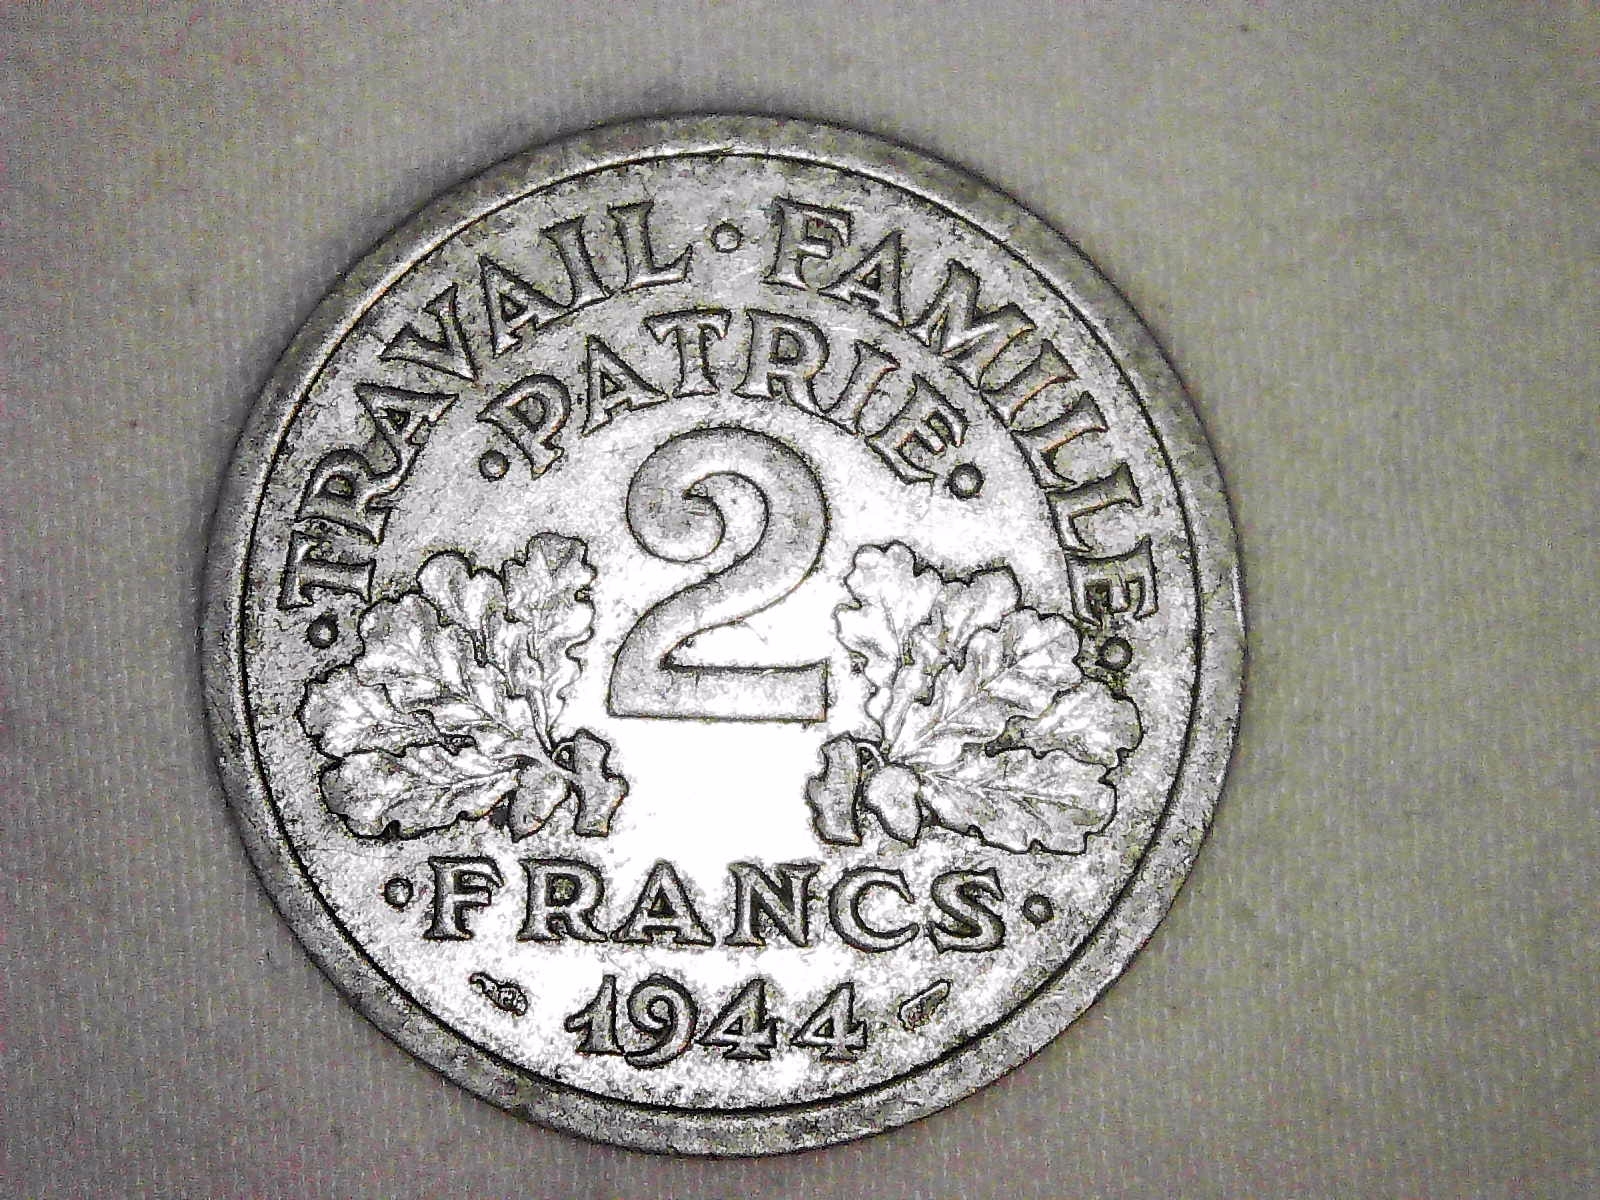 · TRAVAIL · FAMILLE ·
· PATRIE ·
2
· FRANCS ·
1944